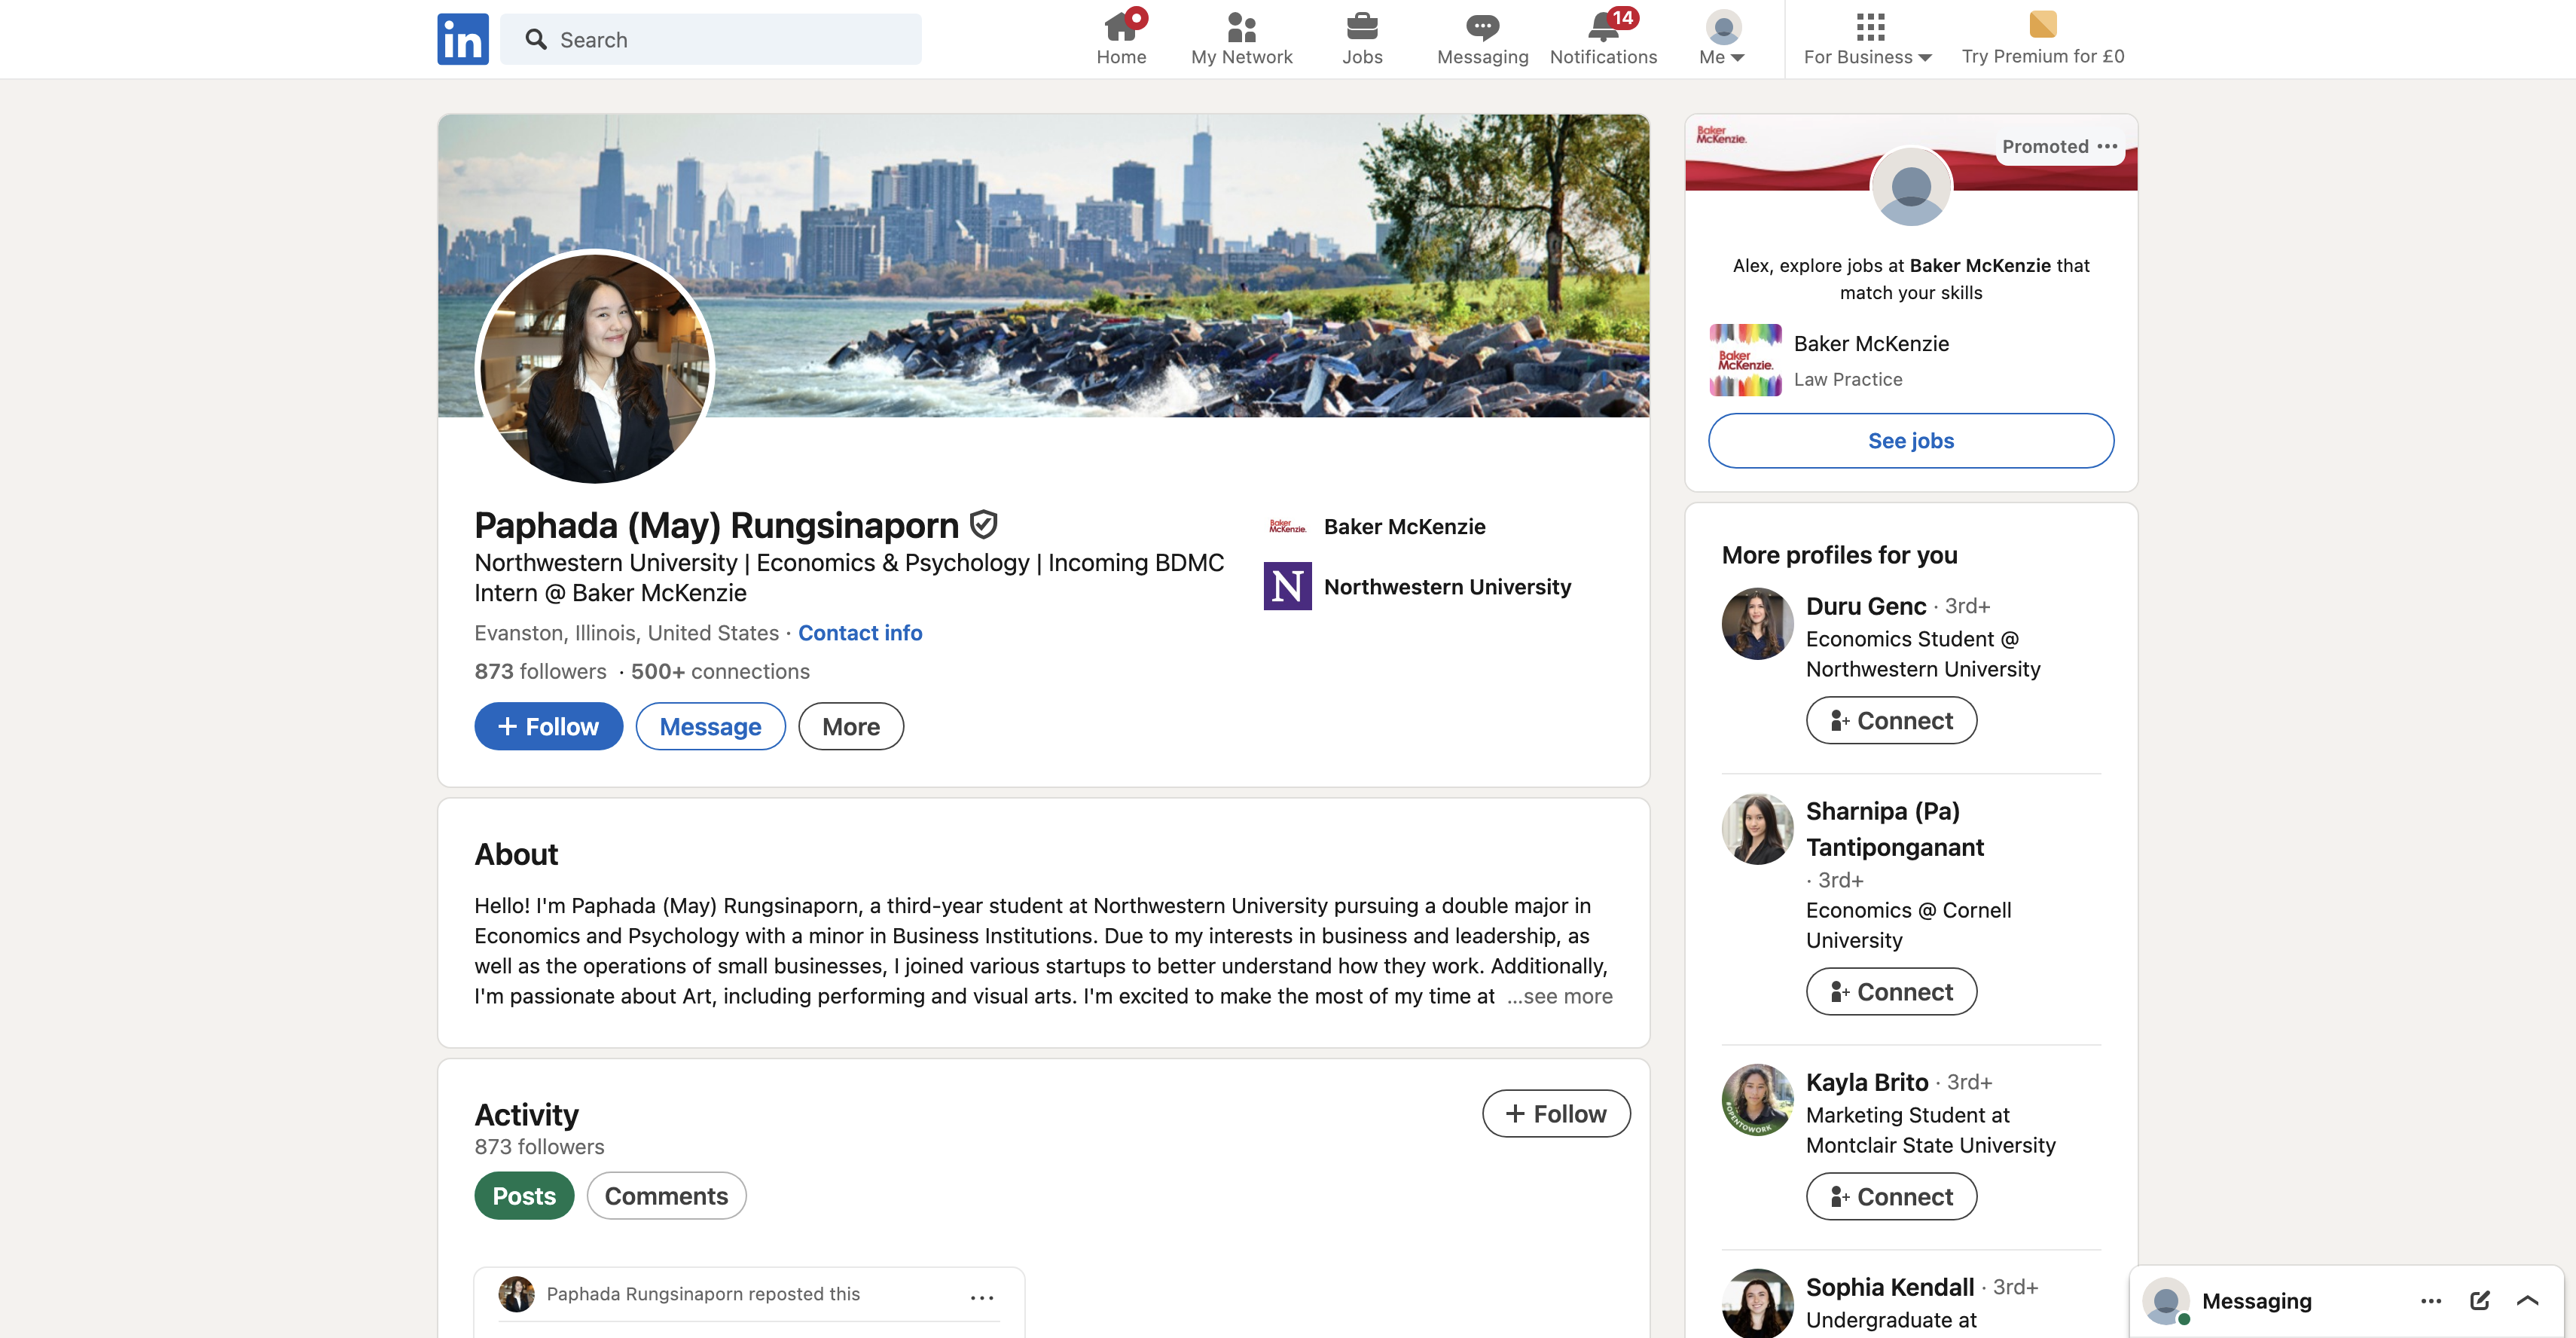 in
Search
Home
My Network
Jobs
Messaging
14
Notifications
Me
For Business
Try Premium for £0
Paphada (May) Rungsinaporn
Northwestern University | Economics & Psychology | Incoming BDMC
Intern @ Baker McKenzie
Evanston, Illinois, United States · Contact info
873 followers · 500+ connections
+ Follow
Message
More
Baker
McKenzie.
Baker McKenzie
N
Northwestern University
About
Hello! I'm Paphada (May) Rungsinaporn, a third-year student at Northwestern University pursuing a double major in
Economics and Psychology with a minor in Business Institutions. Due to my interests in business and leadership, as
well as the operations of small businesses, I joined various startups to better understand how they work. Additionally,
I'm passionate about Art, including performing and visual arts. I'm excited to make the most of my time at ...see more
Activity
873 followers
+ Follow
Posts
Comments
Paphada Rungsinaporn reposted this
Baker
McKenzie.
Promoted
Alex, explore jobs at Baker McKenzie that
match your skills
Baker
McKenzie.
Baker McKenzie
Law Practice
See jobs
More profiles for you
Duru Genc · 3rd+
Economics Student @
Northwestern University
Connect
Sharnipa (Pa)
Tantiponganant
· 3rd+
Economics @ Cornell
University
Connect
#OPENTOWORK
Kayla Brito · 3rd+
Marketing Student at
Montclair State University
Connect
Sophia Kendall · 3rd+
Undergraduate at
Messaging